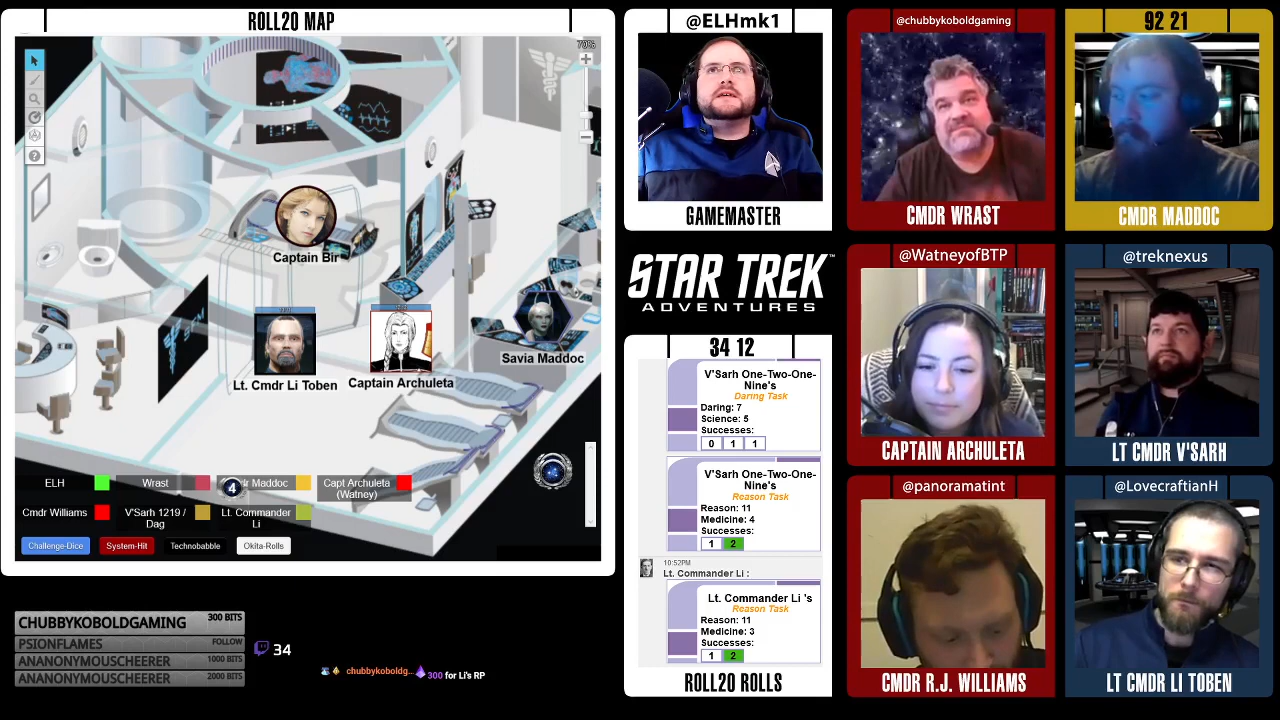 ROLL20 MAP
70%
Captain Bir
Lt. Cmdr Li Toben
Captain Archuleta
Savia Maddoc
ELH
Wrast
4
dr Maddoc
Capt Archuleta
(Watney)
Cmdr Williams
V'Sarh 1219 /
Dag
Lt. Commander
Li
Challenge-Dice
System-Hit
Technobabble
Okita-Rolls
CHUBBYKOBOLDGAMING 300 BITS
PSIONFLAMES FOLLOW
ANANONYMOUSCHEERER 1000 BITS
ANANONYMOUSCHEERER 2000 BITS
34
chubbykoboldg... 300 for Li's RP
@ELHmk1
GAMEMASTER
STAR TREK™
ADVENTURES
34 12
V'Sarh One-Two-One-
Nine's
Daring Task
Daring: 7
Science: 5
Successes:
0 1 1
V'Sarh One-Two-One-
Nine's
Reason Task
Reason: 11
Medicine: 4
Successes:
1 2
10:52PM
Lt. Commander Li :
Lt. Commander Li 's
Reason Task
Reason: 11
Medicine: 3
Successes:
1 2
ROLL20 ROLLS
@chubbykoboldgaming
CMDR WRAST
92 21
CMDR MADDOC
@WatneyofBTP
CAPTAIN ARCHULETA
@treknexus
LT CMDR V'SARH
@panoramatint
CMDR R.J. WILLIAMS
@LovecraftianH
LT CMDR LI TOBEN